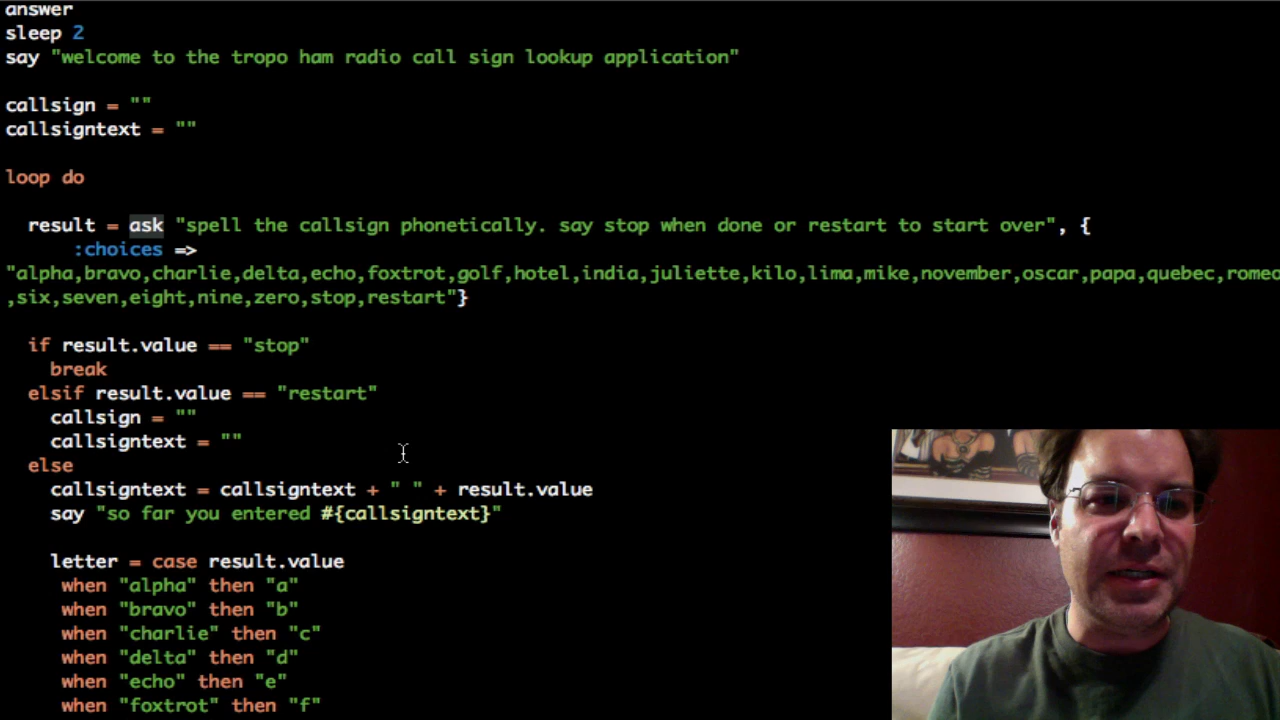 answer
sleep 2
say "welcome to the tropo ham radio call sign lookup application"
callsign = ""
callsigntext = ""
loop do
result = ask "spell the callsign phonetically. say stop when done or restart to start over", {
:choices =>
"alpha,bravo,charlie,delta,echo,foxtrot,golf,hotel,india,juliette,kilo,lima,mike,november,oscar,papa,quebec,romeo
,six,seven,eight,nine,zero,stop,restart"}
if result.value == "stop"
break
elsif result.value == "restart"
callsign = ""
callsigntext = ""
else
callsigntext = callsigntext + " " + result.value
say "so far you entered #{callsigntext}"
letter = case result.value
when "alpha" then "a"
when "bravo" then "b"
when "charlie" then "c"
when "delta" then "d"
when "echo" then "e"
when "foxtrot" then "f"